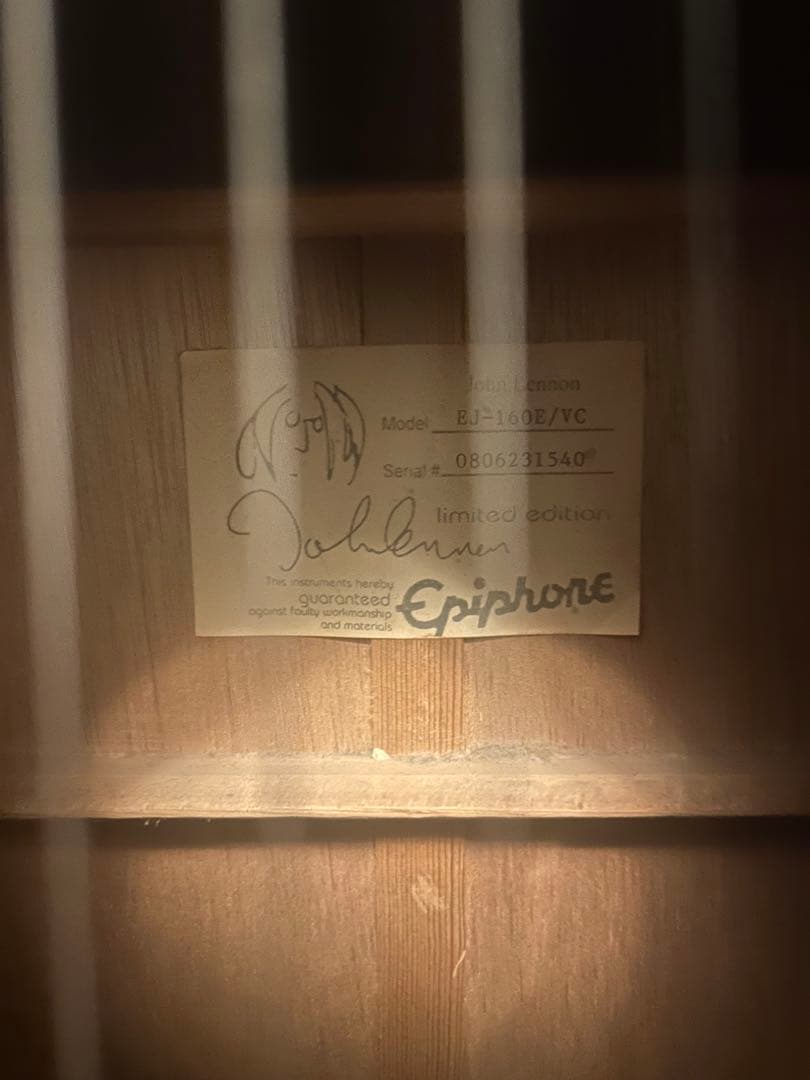 John Lennon
Model EJ-160E/VC
Serial # 0806231540
limited edition
John Lennon
This instruments hereby
guaranteed
against faulty workmanship
and materials
Epiphone